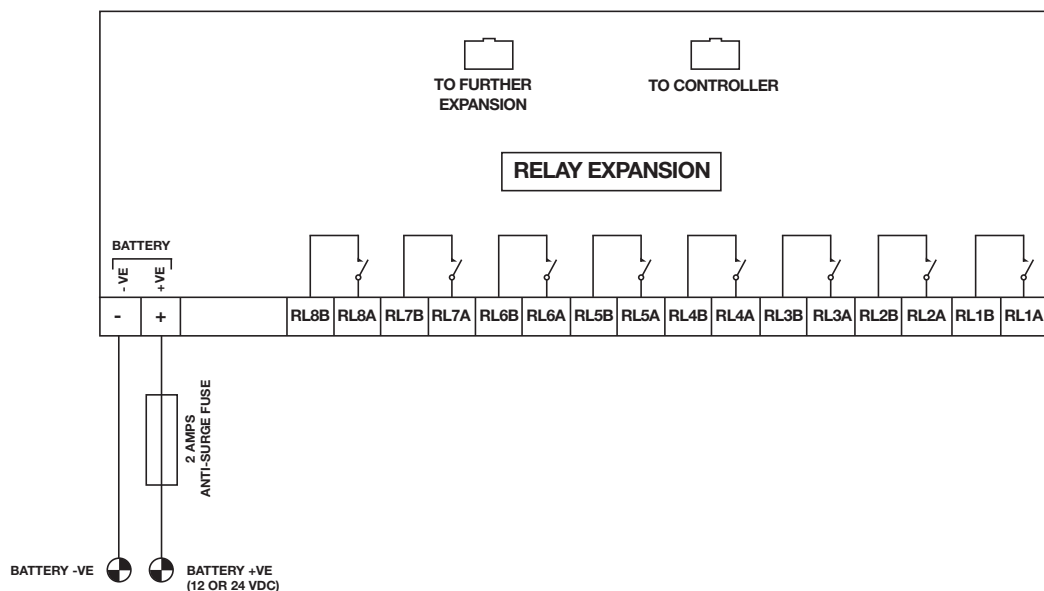 TO FURTHER
EXPANSION
TO CONTROLLER
RELAY EXPANSION
BATTERY
- VE
+ VE
-
+
RL8B RL8A RL7B RL7A RL6B RL6A RL5B RL5A RL4B RL4A RL3B RL3A RL2B RL2A RL1B RL1A
2 AMPS
ANTI-SURGE FUSE
BATTERY -VE
BATTERY +VE
(12 OR 24 VDC)